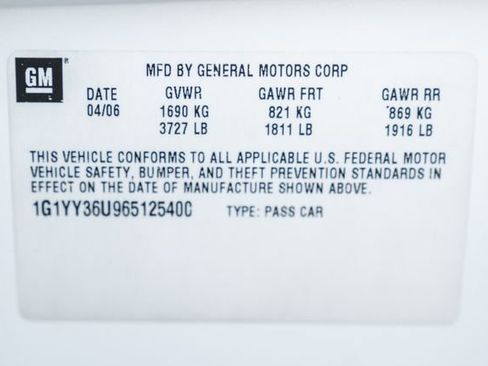 GM
MFD BY GENERAL MOTORS CORP
DATE GVWR GAWR FRT GAWR RR
04/06 1690 KG 821 KG 869 KG
3727 LB 1811 LB 1916 LB
THIS VEHICLE CONFORMS TO ALL APPLICABLE U.S. FEDERAL MOTOR
VEHICLE SAFETY, BUMPER, AND THEFT PREVENTION STANDARDS IN
EFFECT ON THE DATE OF MANUFACTURE SHOWN ABOVE.
1G1YY36U965125400 TYPE: PASS CAR